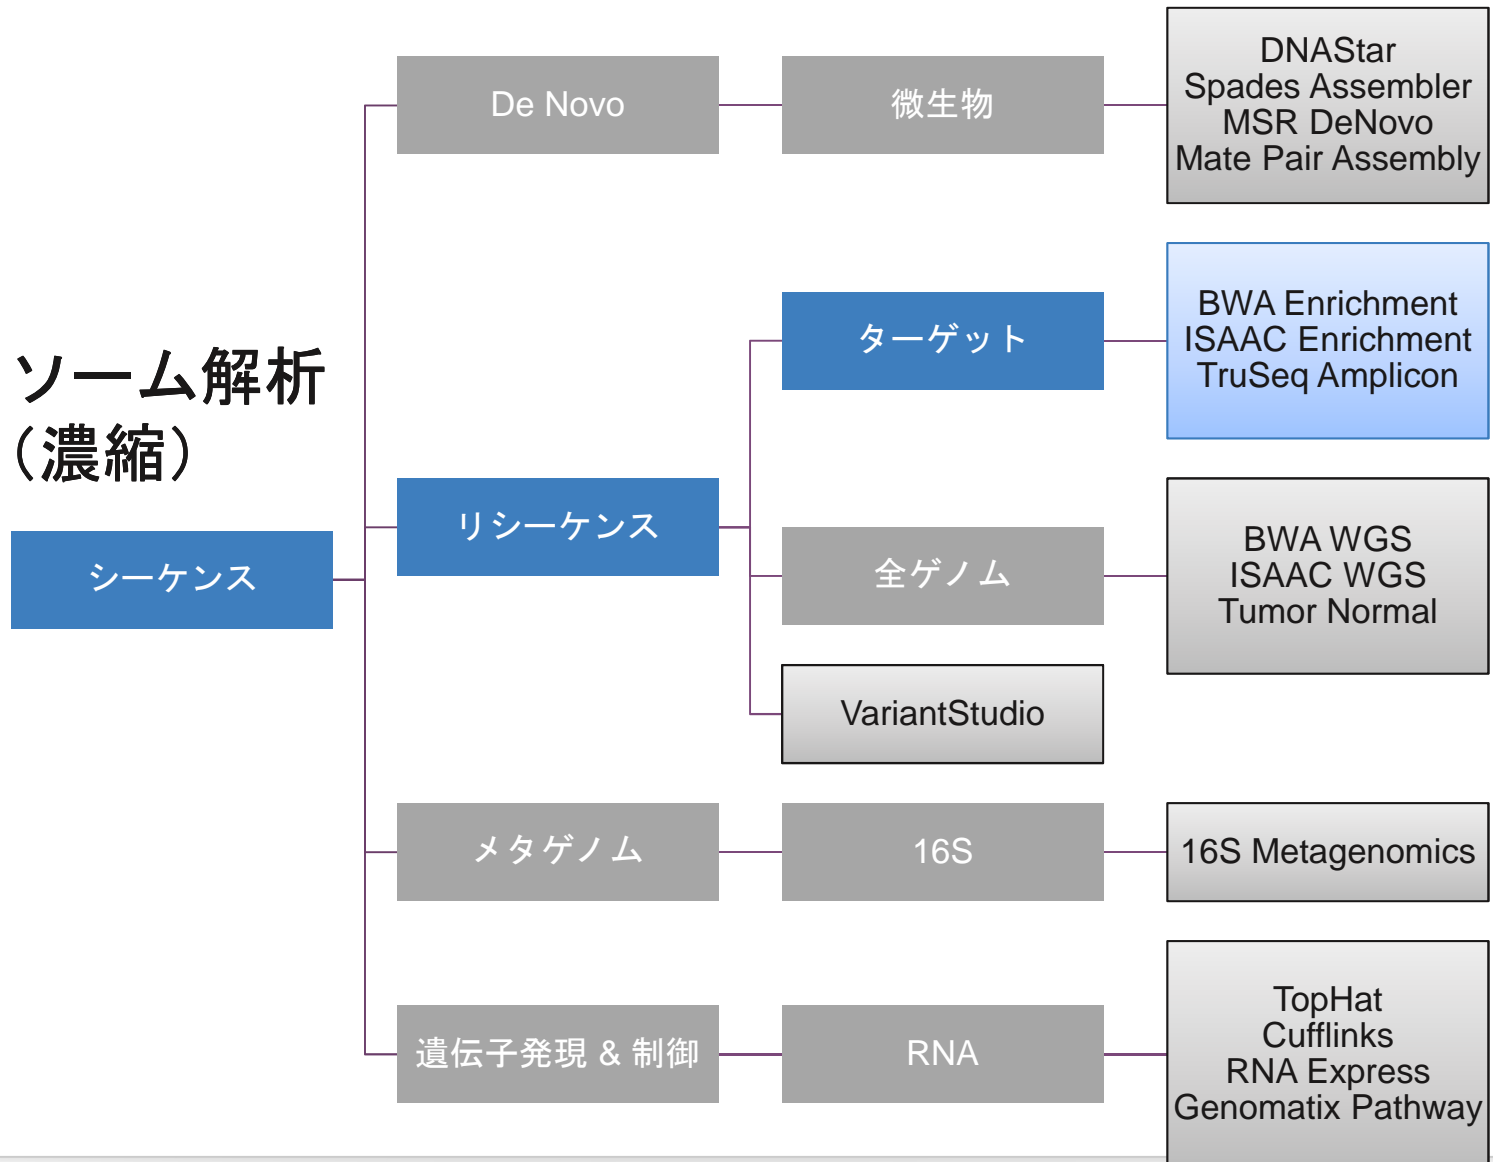 ソーム解析
（濃縮）
シーケンス
De Novo
微生物
DNAStar
Spades Assembler
MSR DeNovo
Mate Pair Assembly
リシーケンス
ターゲット
BWA Enrichment
ISAAC Enrichment
TruSeq Amplicon
全ゲノム
BWA WGS
ISAAC WGS
Tumor Normal
VariantStudio
メタゲノム
16S
16S Metagenomics
遺伝子発現 & 制御
RNA
TopHat
Cufflinks
RNA Express
Genomatix Pathway